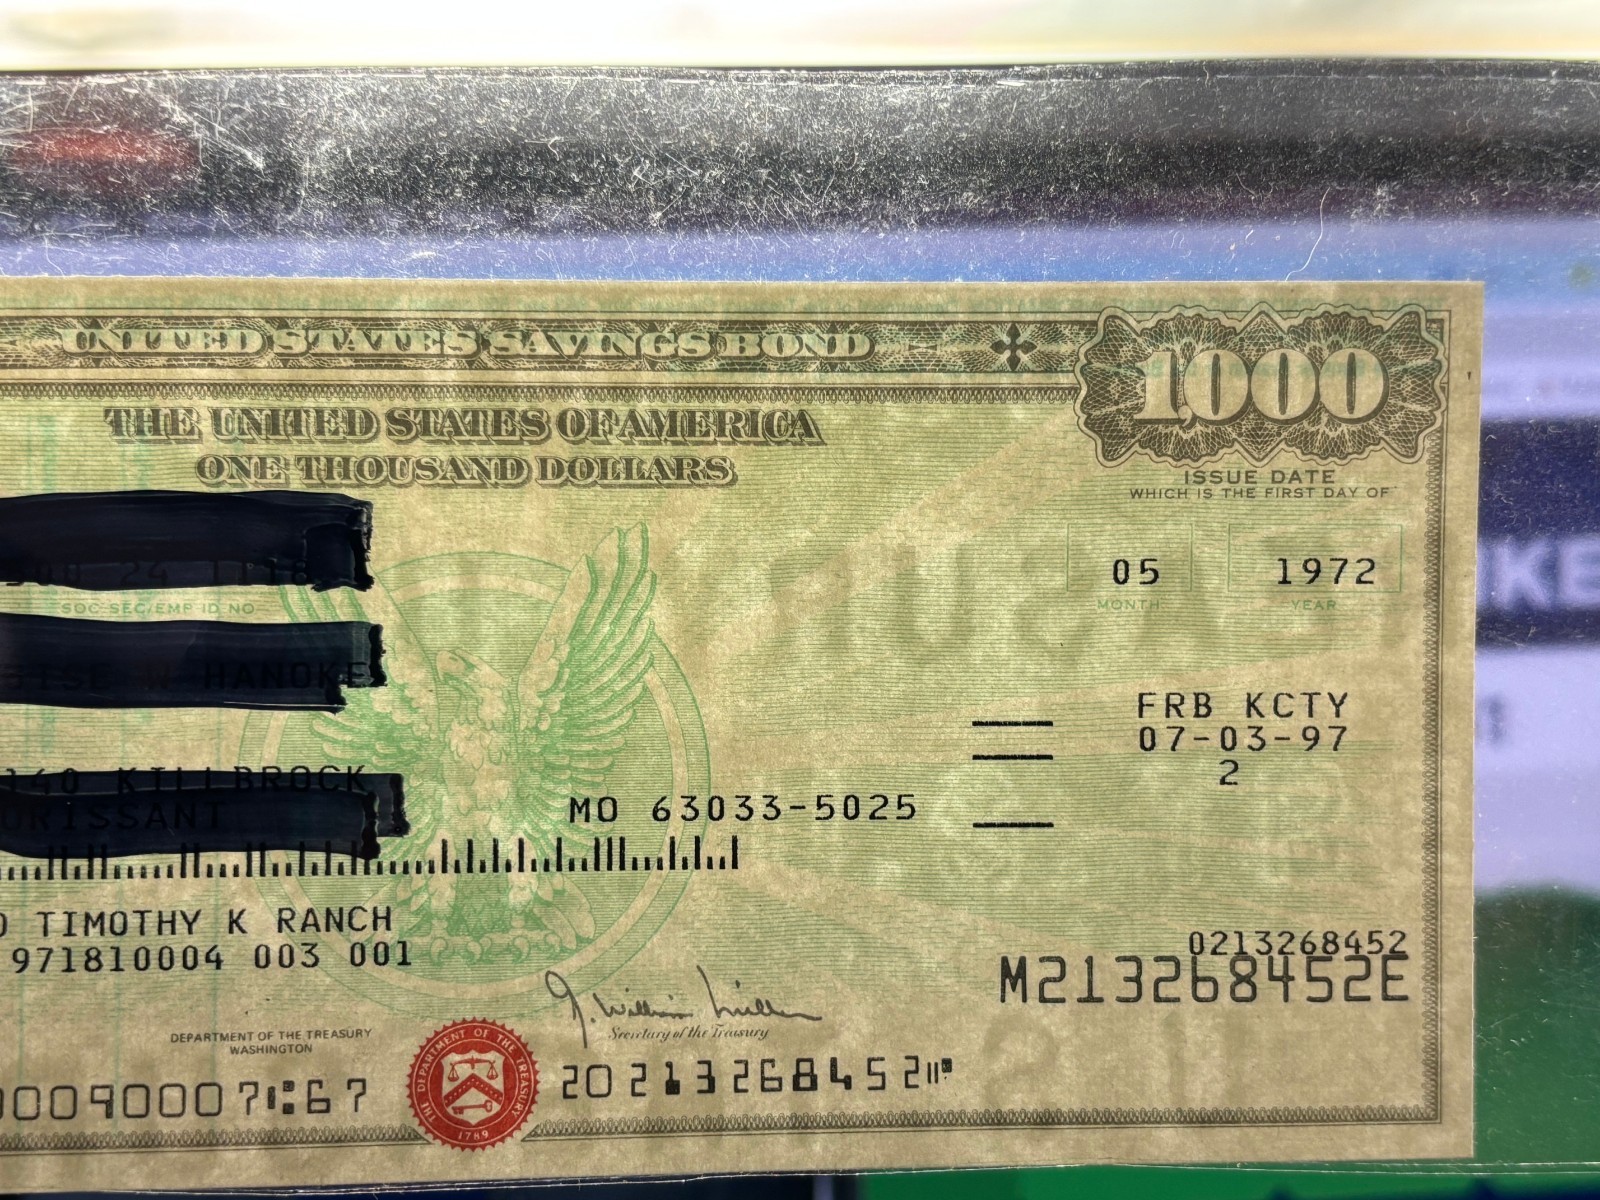 UNITED STATES SAVINGS BOND
1,000
THE UNITED STATES OF AMERICA
ONE THOUSAND DOLLARS
ISSUE DATE
WHICH IS THE FIRST DAY OF
05 1972
MONTH YEAR
SOC SEC/EMP ID NO
FRB KCTY
07-03-97
2
MO 63033-5025
TIMOTHY K RANCH
971810004 003 001
0213268452
M213268452E
DEPARTMENT OF THE TREASURY
WASHINGTON
G. William Miller
Secretary of the Treasury
THE DEPARTMENT OF THE TREASURY
1789
000900071:67 20213268452